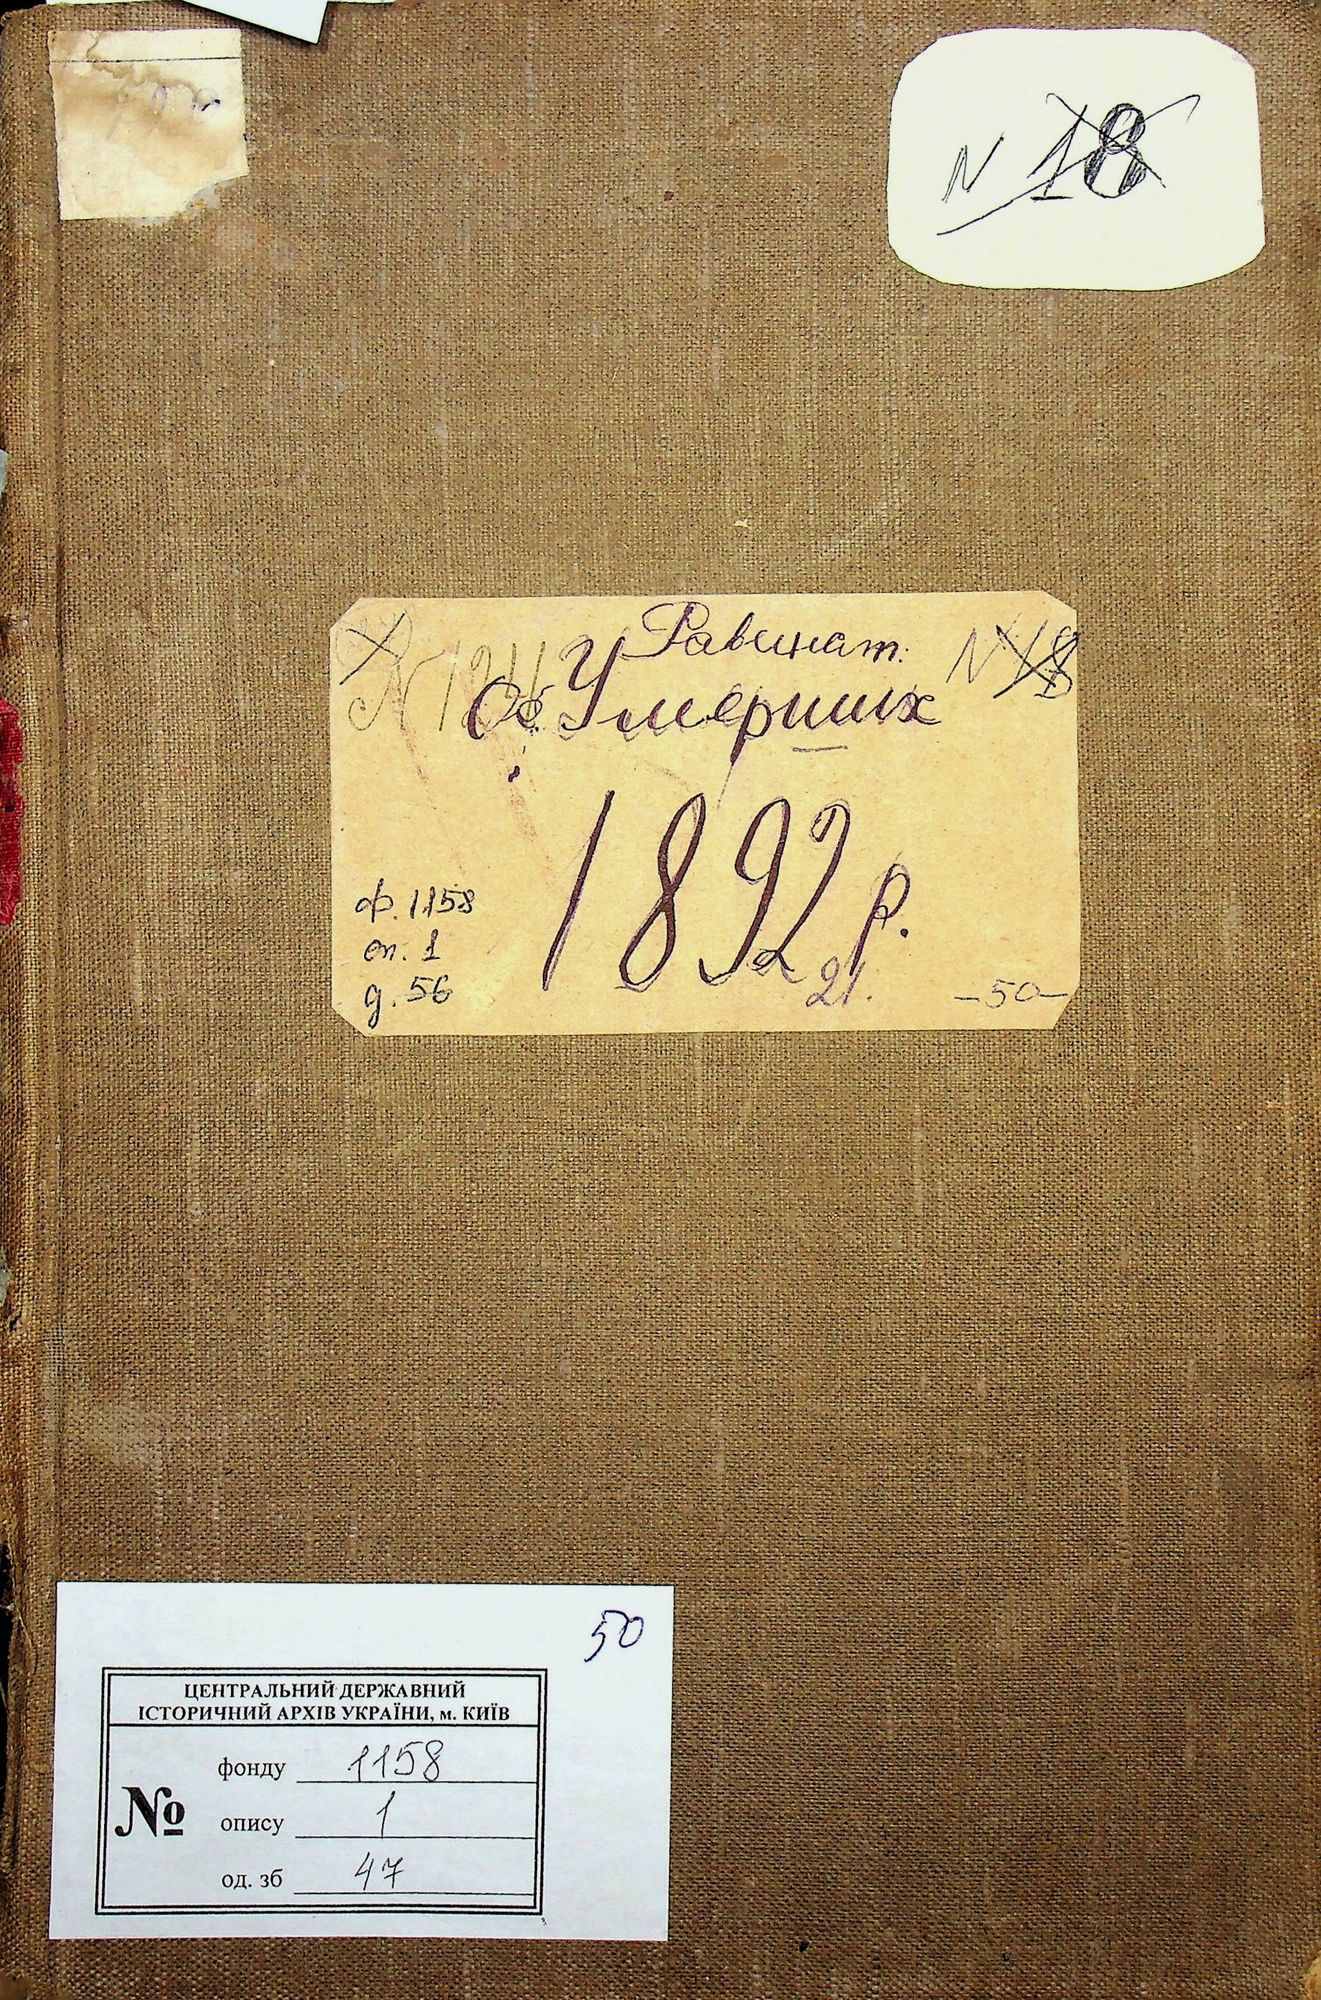 N 18
Равинат.
N 18
Об Умерших
1892 р.
21.
ф. 1158
оп. 1
д. 56
-50-
50
ЦЕНТРАЛЬНИЙ ДЕРЖАВНИЙ
ІСТОРИЧНИЙ АРХІВ УКРАЇНИ, м. КИЇВ
№
фонду 1158
опису 1
од. зб 47